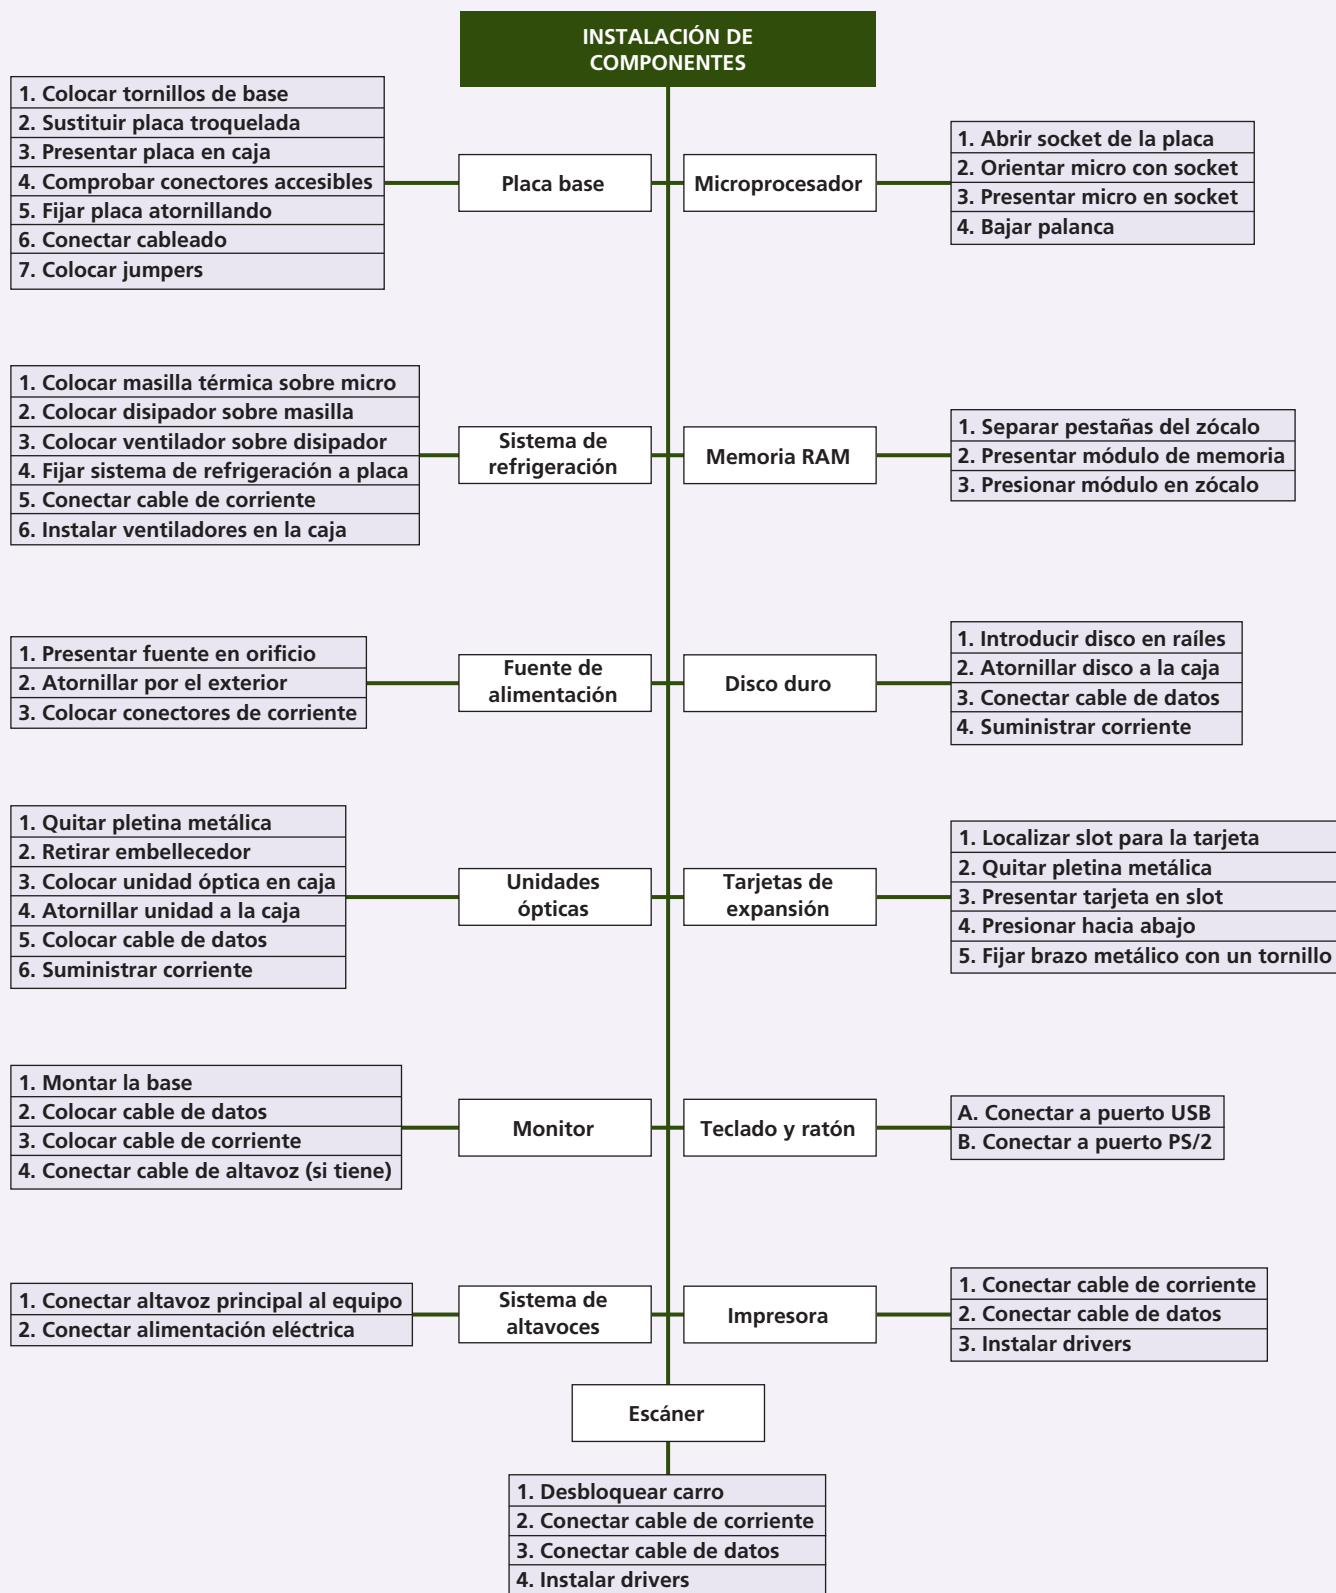 INSTALACIÓN DE
COMPONENTES
1. Colocar tornillos de base
2. Sustituir placa troquelada
3. Presentar placa en caja
4. Comprobar conectores accesibles
5. Fijar placa atornillando
6. Conectar cableado
7. Colocar jumpers
Placa base
Microprocesador
1. Abrir socket de la placa
2. Orientar micro con socket
3. Presentar micro en socket
4. Bajar palanca
1. Colocar masilla térmica sobre micro
2. Colocar disipador sobre masilla
3. Colocar ventilador sobre disipador
4. Fijar sistema de refrigeración a placa
5. Conectar cable de corriente
6. Instalar ventiladores en la caja
Sistema de
refrigeración
Memoria RAM
1. Separar pestañas del zócalo
2. Presentar módulo de memoria
3. Presionar módulo en zócalo
1. Presentar fuente en orificio
2. Atornillar por el exterior
3. Colocar conectores de corriente
Fuente de
alimentación
Disco duro
1. Introducir disco en raíles
2. Atornillar disco a la caja
3. Conectar cable de datos
4. Suministrar corriente
1. Quitar pletina metálica
2. Retirar embellecedor
3. Colocar unidad óptica en caja
4. Atornillar unidad a la caja
5. Colocar cable de datos
6. Suministrar corriente
Unidades
ópticas
Tarjetas de
expansión
1. Localizar slot para la tarjeta
2. Quitar pletina metálica
3. Presentar tarjeta en slot
4. Presionar hacia abajo
5. Fijar brazo metálico con un tornillo
1. Montar la base
2. Colocar cable de datos
3. Colocar cable de corriente
4. Conectar cable de altavoz (si tiene)
Monitor
Teclado y ratón
A. Conectar a puerto USB
B. Conectar a puerto PS/2
1. Conectar altavoz principal al equipo
2. Conectar alimentación eléctrica
Sistema de
altavoces
Impresora
1. Conectar cable de corriente
2. Conectar cable de datos
3. Instalar drivers
Escáner
1. Desbloquear carro
2. Conectar cable de corriente
3. Conectar cable de datos
4. Instalar drivers